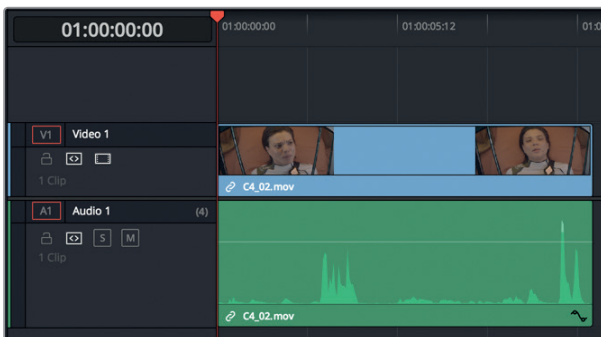 01:00:00:00
01:00:00:00
01:00:05:12
V1 Video 1
1 Clip
C4_02.mov
A1 Audio 1 (4)
S M
1 Clip
C4_02.mov